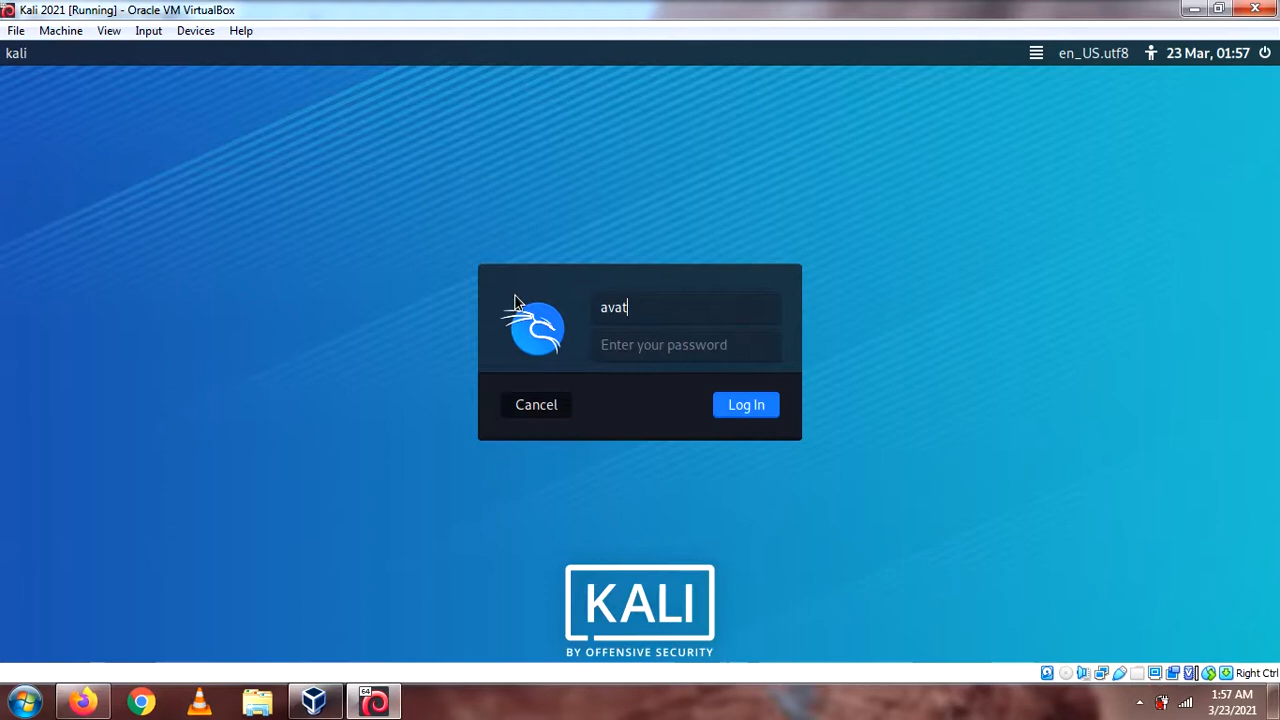 Kali 2021 [Running] - Oracle VM VirtualBox
File Machine View Input Devices Help
kali en_US.utf8 23 Mar, 01:57
avat
Enter your password
Cancel Log In
KALI
BY OFFENSIVE SECURITY
Right Ctrl
64
1:57 AM
3/23/2021